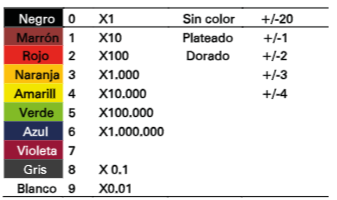 Negro 0 X1 Sin color +/-20
Marrón 1 X10 Plateado +/-1
Rojo 2 X100 Dorado +/-2
Naranja 3 X1.000 +/-3
Amarill 4 X10.000 +/-4
Verde 5 X100.000
Azul 6 X1.000.000
Violeta 7
Gris 8 X 0.1
Blanco 9 X0.01